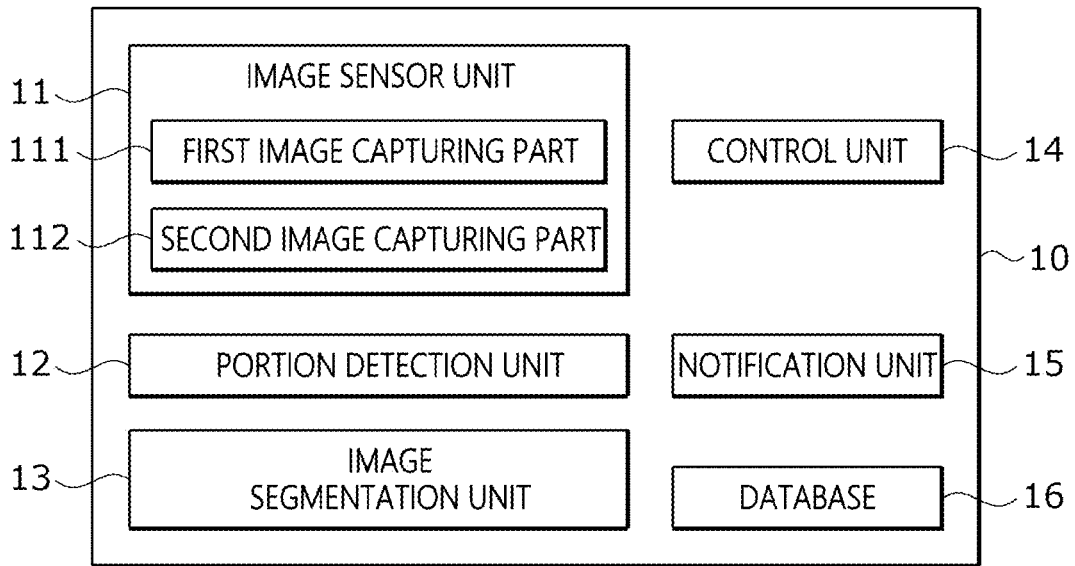 IMAGE SENSOR UNIT
11
111
FIRST IMAGE CAPTURING PART
CONTROL UNIT
14
112
SECOND IMAGE CAPTURING PART
10
12
PORTION DETECTION UNIT
NOTIFICATION UNIT
15
13
IMAGE
SEGMENTATION UNIT
DATABASE
16